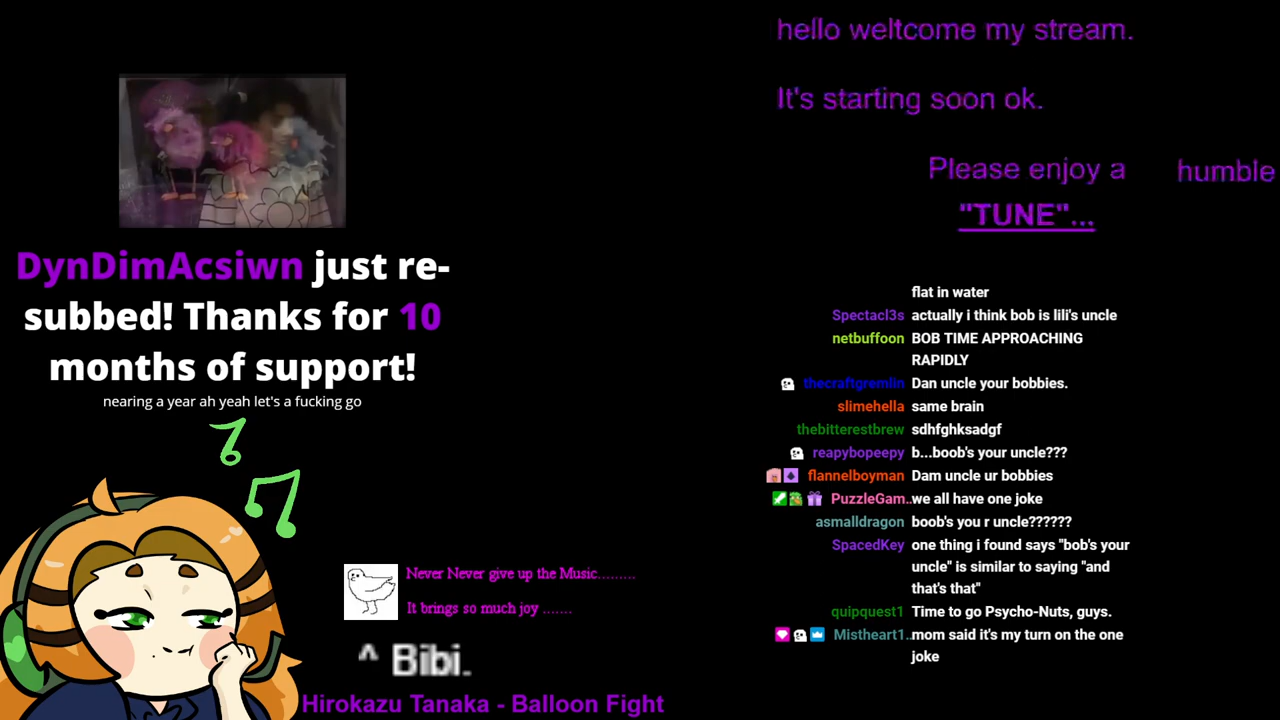 hello weltcome my stream.
It's starting soon ok.
Please enjoy a humble
"TUNE"...
DynDimAcsiwn just re-
subbed! Thanks for 10
months of support!
nearing a year ah yeah let's a fucking go
flat in water
Spectacl3s actually i think bob is lili's uncle
netbuffoon BOB TIME APPROACHING
RAPIDLY
thecraftgremlin Dan uncle your bobbies.
slimehella same brain
thebitterestbrew sdhfghksadgf
reapybopeepy b...boob's your uncle???
flannelboyman Dam uncle ur bobbies
PuzzleGam.. we all have one joke
asmalldragon boob's you r uncle??????
SpacedKey one thing i found says "bob's your
uncle" is similar to saying "and
that's that"
quipquest1 Time to go Psycho-Nuts, guys.
Mistheart1.. mom said it's my turn on the one
joke
Never Never give up the Music.........
It brings so much joy .......
^ Bibi.
Hirokazu Tanaka - Balloon Fight